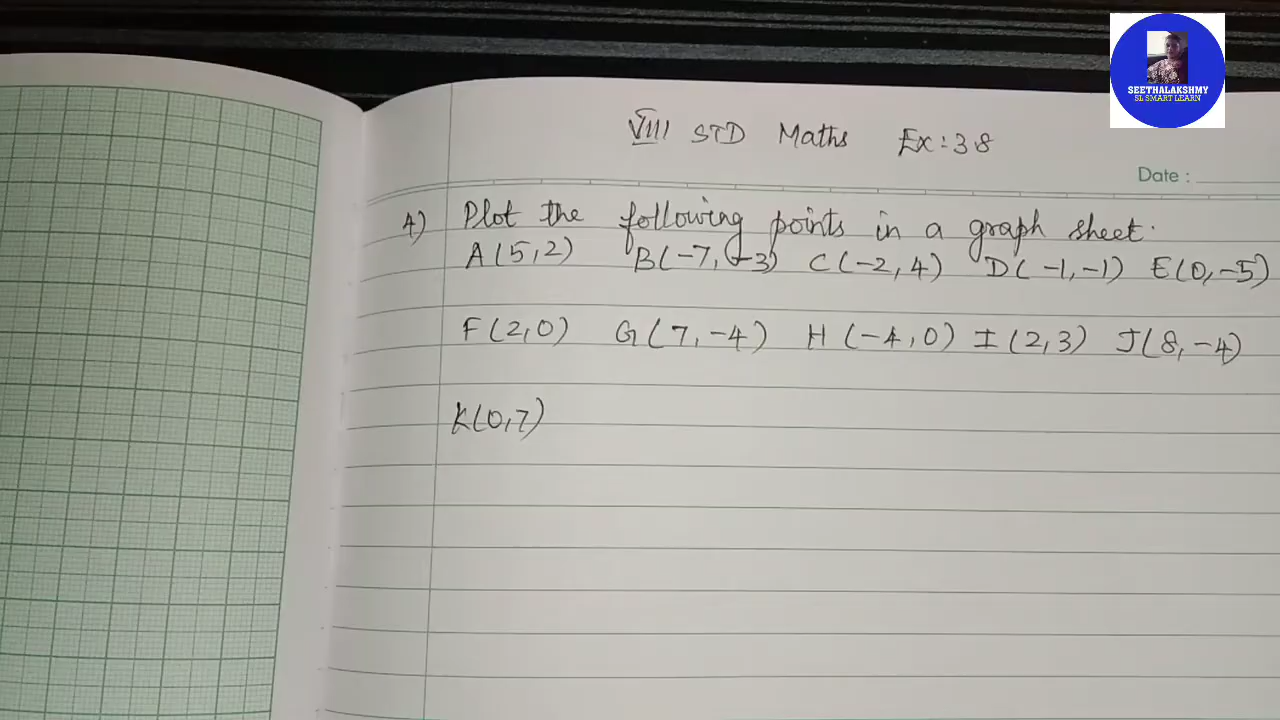 SEETHALAKSHMY
SL SMART LEARN
VIII STD Maths Ex: 3.8
Date :
4) Plot the following points in a graph sheet.
A(5,2) B(-7,-3) C(-2,4) D(-1,-1) E(0,-5)
F(2,0) G(7,-4) H(-4,0) I(2,3) J(8,-4)
K(0,7)